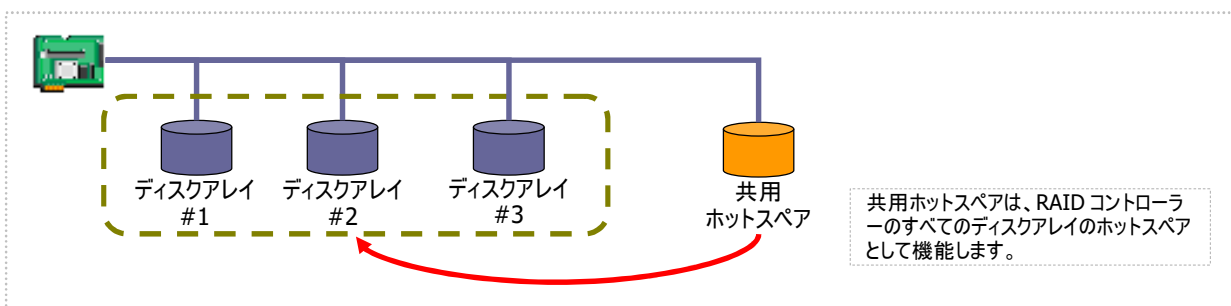 ディスクアレイ
#1
ディスクアレイ
#2
ディスクアレイ
#3
共用
ホットスペア
共用ホットスペアは、RAID コントローラ
ーのすべてのディスクアレイのホットスペア
として機能します。